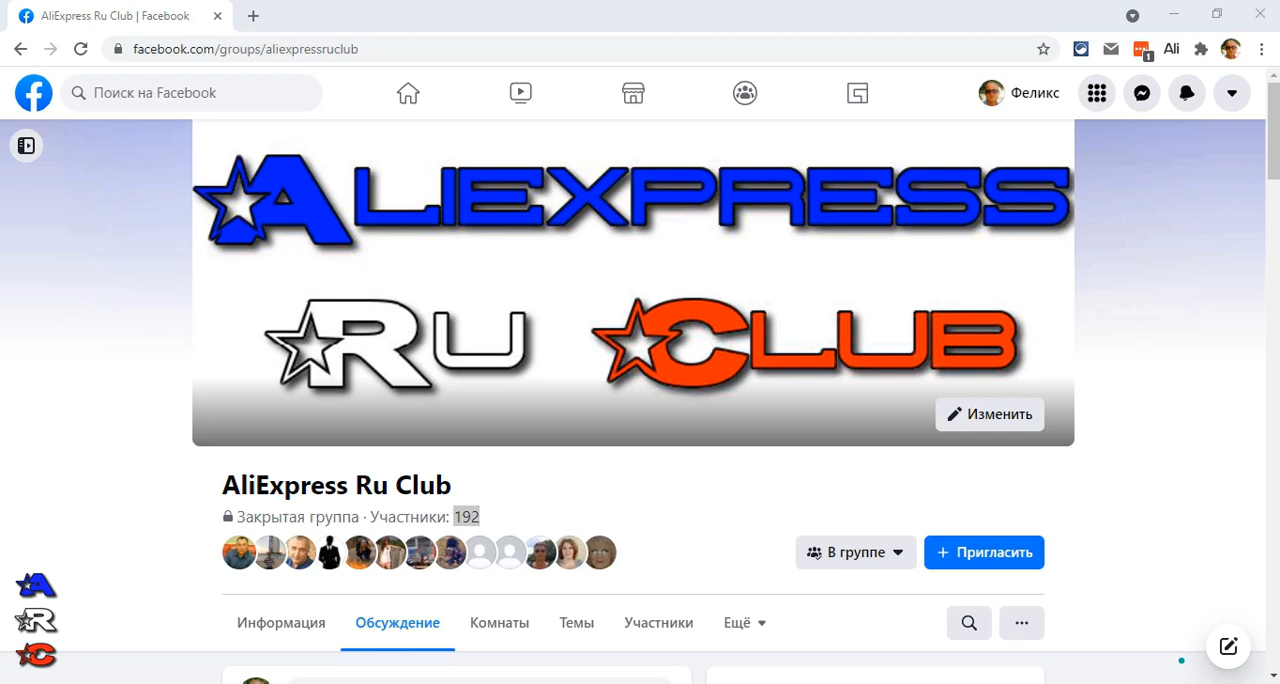 AliExpress Ru Club | Facebook
facebook.com/groups/aliexpressruclub
1
Ali
Поиск на Facebook
Феликс
ALIEXPRESS
RU CLUB
Изменить
AliExpress Ru Club
Закрытая группа · Участники: 192
В группе
+ Пригласить
A
R
C
Информация
Обсуждение
Комнаты
Темы
Участники
Ещё